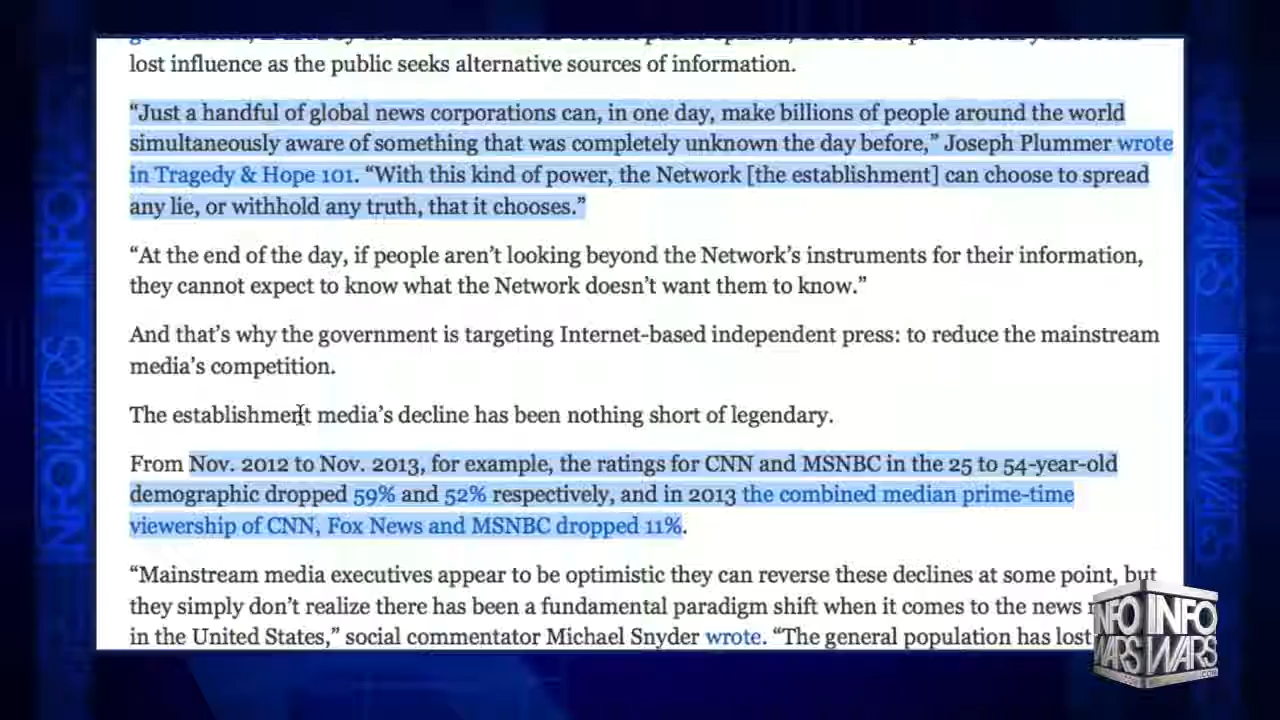 lost influence as the public seeks alternative sources of information.
“Just a handful of global news corporations can, in one day, make billions of people around the world
simultaneously aware of something that was completely unknown the day before,” Joseph Plummer wrote
in Tragedy & Hope 101. “With this kind of power, the Network [the establishment] can choose to spread
any lie, or withhold any truth, that it chooses.”
“At the end of the day, if people aren’t looking beyond the Network’s instruments for their information,
they cannot expect to know what the Network doesn’t want them to know.”
And that’s why the government is targeting Internet-based independent press: to reduce the mainstream
media’s competition.
The establishment media’s decline has been nothing short of legendary.
From Nov. 2012 to Nov. 2013, for example, the ratings for CNN and MSNBC in the 25 to 54-year-old
demographic dropped 59% and 52% respectively, and in 2013 the combined median prime-time
viewership of CNN, Fox News and MSNBC dropped 11%.
“Mainstream media executives appear to be optimistic they can reverse these declines at some point, but
they simply don’t realize there has been a fundamental paradigm shift when it comes to the news
in the United States,” social commentator Michael Snyder wrote. “The general population has lost
INFO
WARS
.COM
INFOWARS
INFOWARS